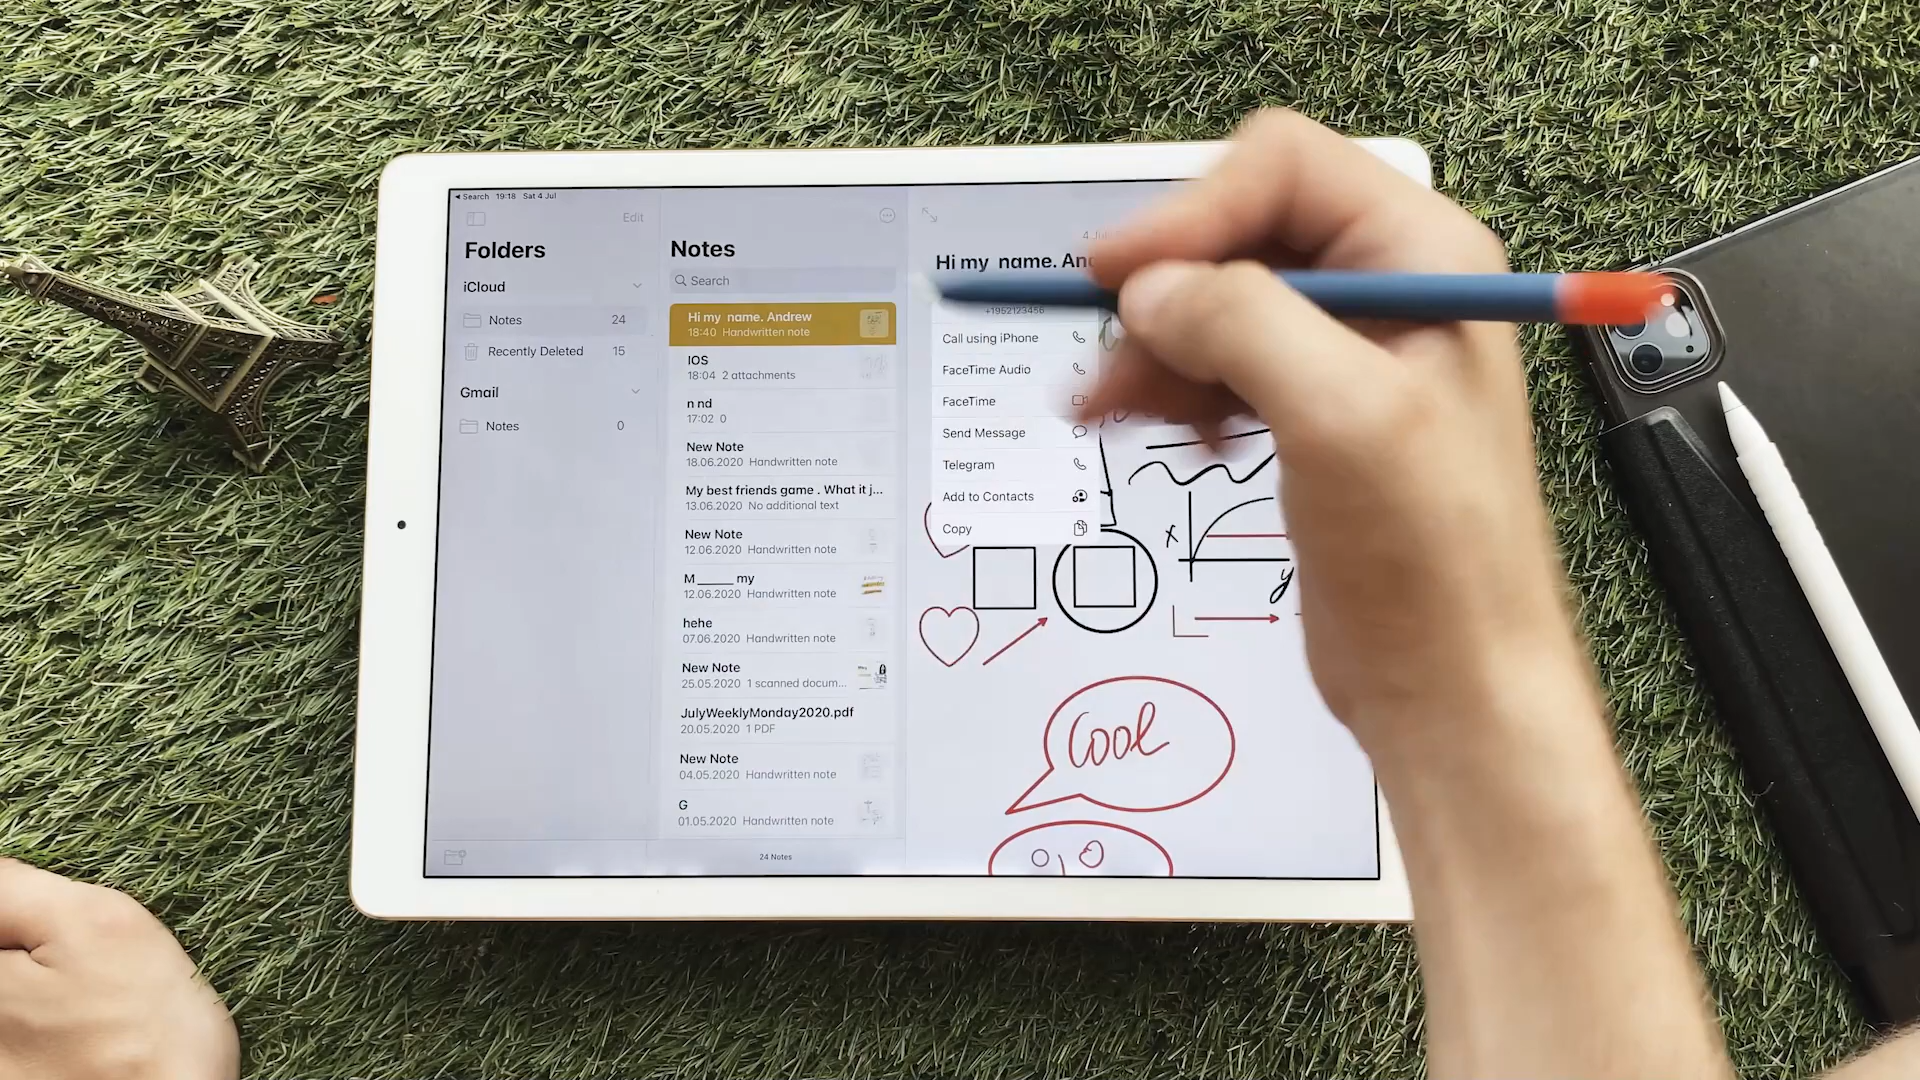 Search 19:18 Sat 4 Jul
Edit
Folders
iCloud
Notes 24
Recently Deleted 15
Gmail
Notes 0
Notes
Search
Hi my name. Andrew
18:40 Handwritten note
IOS
18:04 2 attachments
n nd
17:02 0
New Note
18.06.2020 Handwritten note
My best friends game . What it j...
13.06.2020 No additional text
New Note
12.06.2020 Handwritten note
M ______ my
12.06.2020 Handwritten note
hehe
07.06.2020 Handwritten note
New Note
25.05.2020 1 scanned docum...
JulyWeeklyMonday2020.pdf
20.05.2020 1 PDF
New Note
04.05.2020 Handwritten note
G
01.05.2020 Handwritten note
24 Notes
4
Hi my name.
+1952123456
Call using iPhone
FaceTime Audio
FaceTime
Send Message
Telegram
Add to Contacts
Copy
x
y
Cool